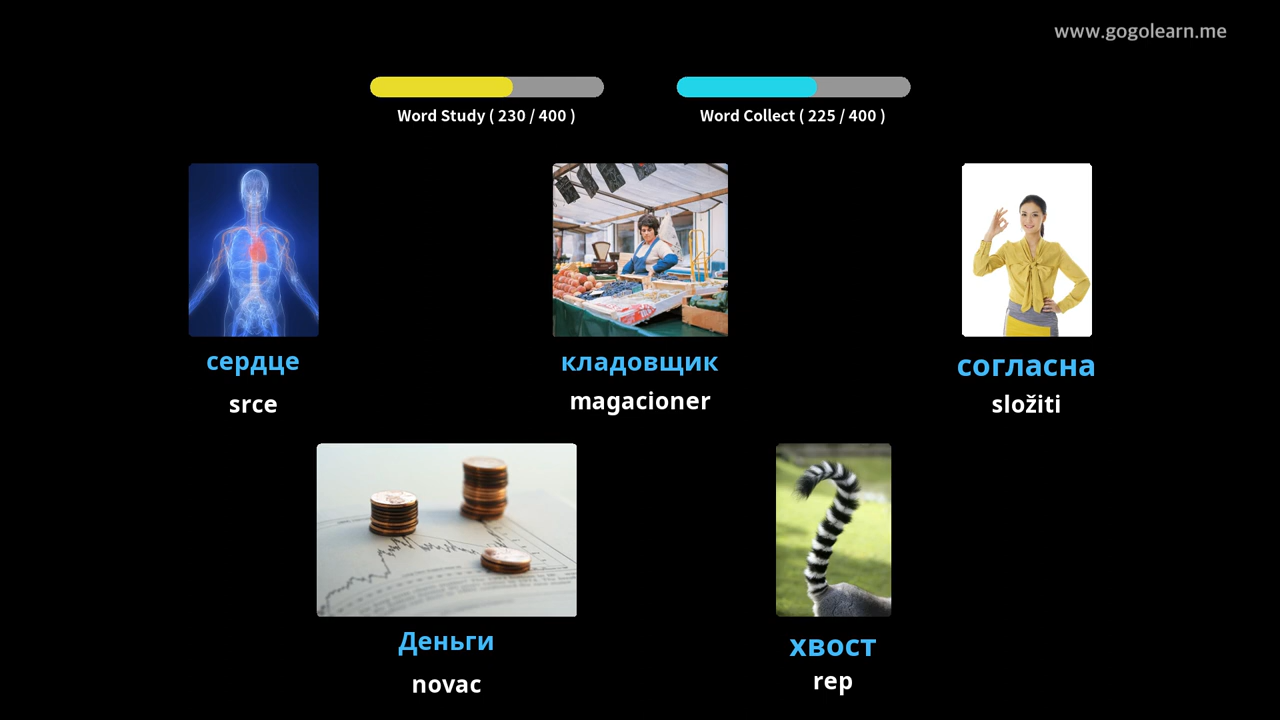 www.gogolearn.me
Word Study ( 230 / 400 )
Word Collect ( 225 / 400 )
сердце
srce
кладовщик
magacioner
согласна
složiti
Деньги
novac
хвост
rep